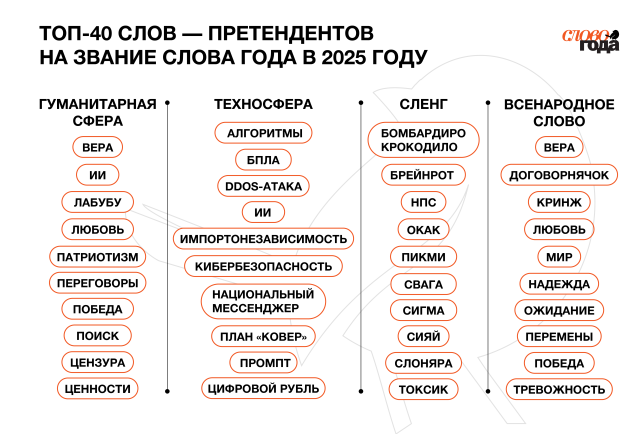 ТОП-40 СЛОВ — ПРЕТЕНДЕНТОВ
НА ЗВАНИЕ СЛОВА ГОДА В 2025 ГОДУ
слово
года
ГУМАНИТАРНАЯ
СФЕРА
ВЕРА
ИИ
ЛАБУБУ
ЛЮБОВЬ
ПАТРИОТИЗМ
ПЕРЕГОВОРЫ
ПОБЕДА
ПОИСК
ЦЕНЗУРА
ЦЕННОСТИ
ТЕХНОСФЕРА
АЛГОРИТМЫ
БПЛА
DDOS-АТАКА
ИИ
ИМПОРТОНЕЗАВИСИМОСТЬ
КИБЕРБЕЗОПАСНОСТЬ
НАЦИОНАЛЬНЫЙ
МЕССЕНДЖЕР
ПЛАН «КОВЕР»
ПРОМПТ
ЦИФРОВОЙ РУБЛЬ
СЛЕНГ
БОМБАРДИРО
КРОКОДИЛО
БРЕЙНРОТ
НПС
ОКАК
ПИКМИ
СВАГА
СИГМА
СИЯЙ
СЛОНЯРА
ТОКСИК
ВСЕНАРОДНОЕ
СЛОВО
ВЕРА
ДОГОВОРНЯЧОК
КРИНЖ
ЛЮБОВЬ
МИР
НАДЕЖДА
ОЖИДАНИЕ
ПЕРЕМЕНЫ
ПОБЕДА
ТРЕВОЖНОСТЬ